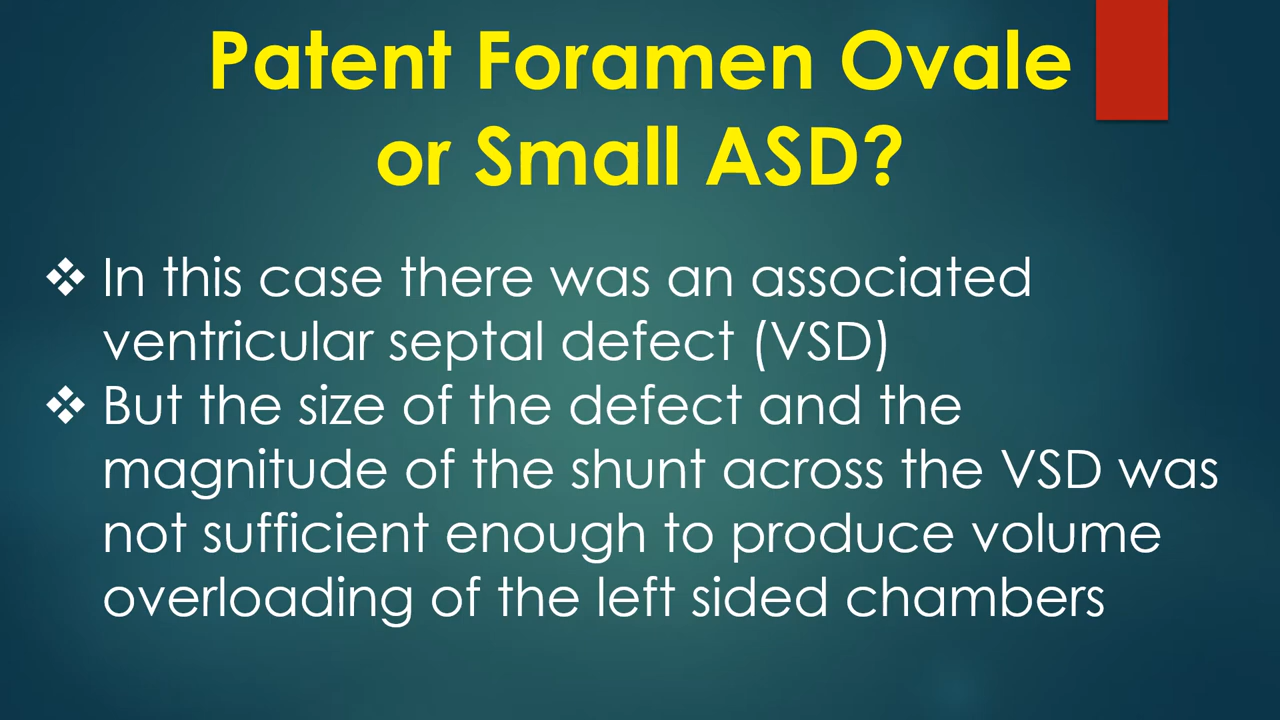 Patent Foramen Ovale
or Small ASD?
❖ In this case there was an associated
ventricular septal defect (VSD)
❖ But the size of the defect and the
magnitude of the shunt across the VSD was
not sufficient enough to produce volume
overloading of the left sided chambers